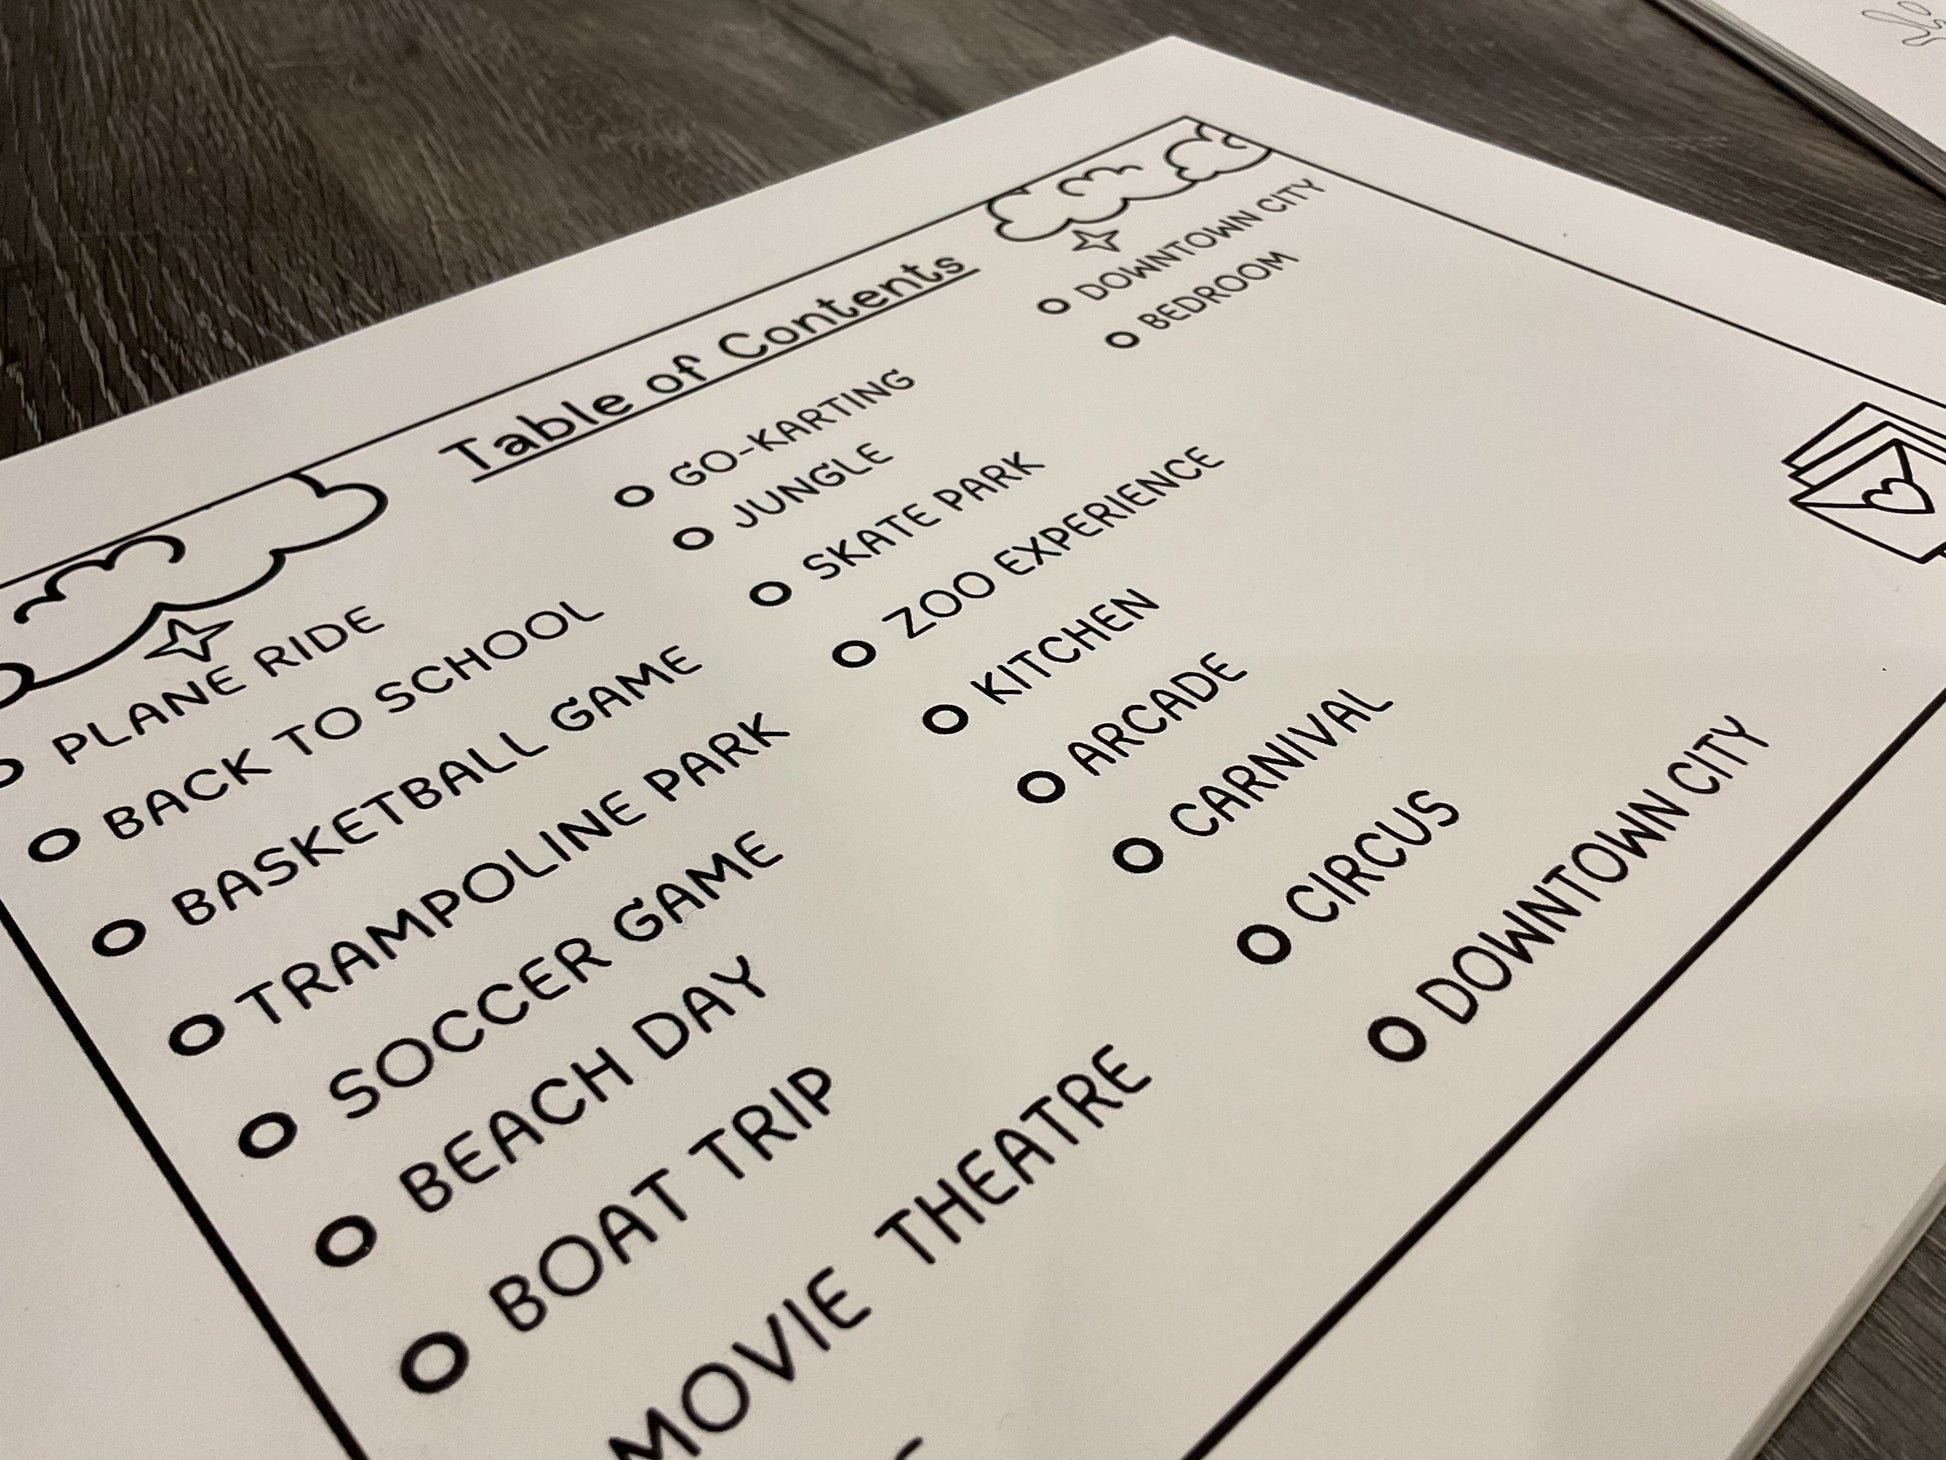 Table of Contents
PLANE RIDE
BACK TO SCHOOL
BASKETBALL GAME
TRAMPOLINE PARK
SOCCER GAME
BEACH DAY
BOAT TRIP
MOVIE THEATRE
GO-KARTING
JUNGLE
SKATE PARK
ZOO EXPERIENCE
KITCHEN
ARCADE
CARNIVAL
CIRCUS
DOWNTOWN CITY
DOWNTOWN CITY
BEDROOM